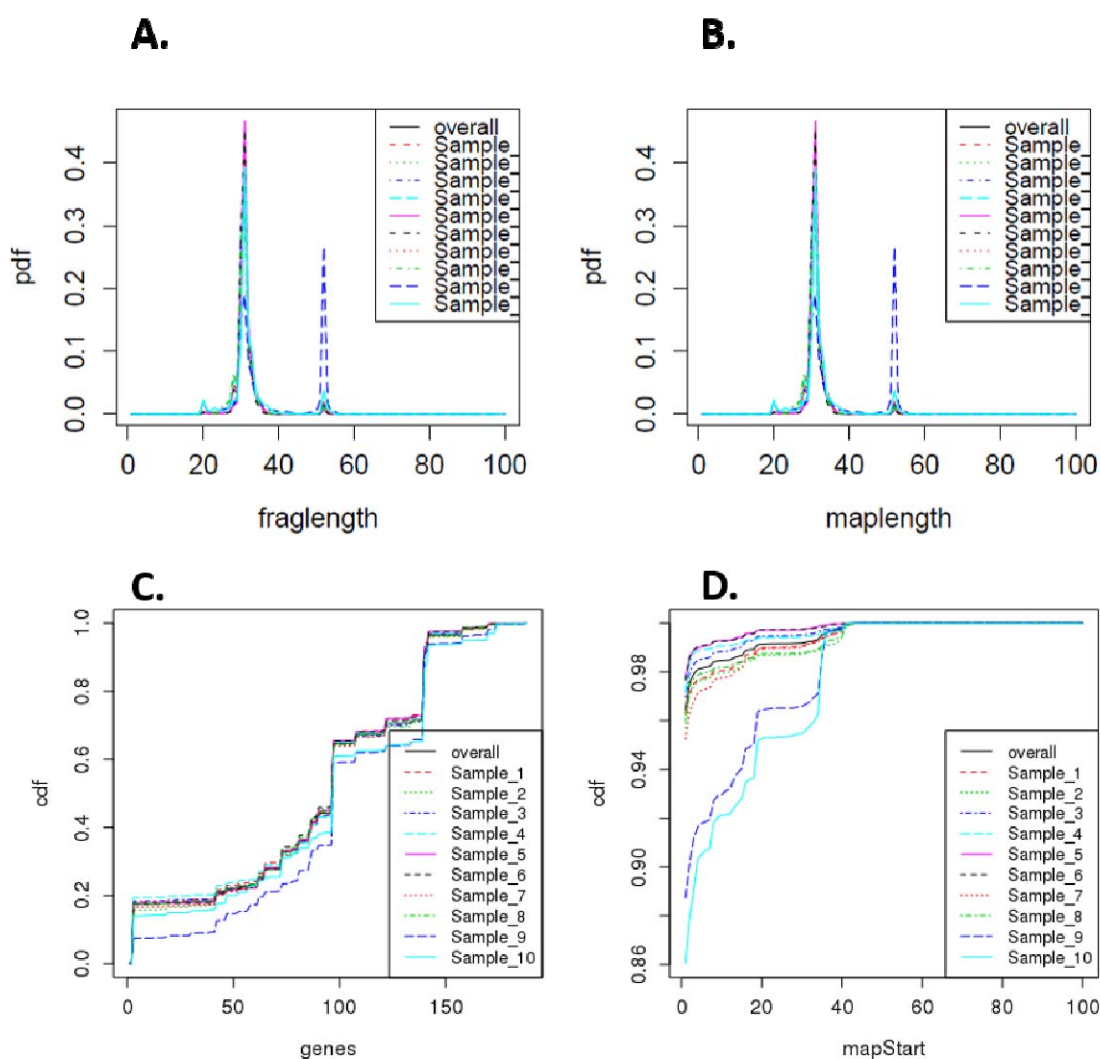 A.
B.
pdf
0.0
0.1
0.2
0.3
0.4
overall
Sample_
Sample_
Sample_
Sample_
Sample_
Sample_
Sample_
Sample_
Sample_
Sample_
0 20 40 60 80 100
fraglength
pdf
0.0
0.1
0.2
0.3
0.4
overall
Sample_
Sample_
Sample_
Sample_
Sample_
Sample_
Sample_
Sample_
Sample_
Sample_
0 20 40 60 80 100
maplength
C.
D.
cdf
0.0
0.2
0.4
0.6
0.8
1.0
overall
Sample_1
Sample_2
Sample_3
Sample_4
Sample_5
Sample_6
Sample_7
Sample_8
Sample_9
Sample_10
0 50 100 150
genes
cdf
0.86
0.90
0.94
0.98
overall
Sample_1
Sample_2
Sample_3
Sample_4
Sample_5
Sample_6
Sample_7
Sample_8
Sample_9
Sample_10
0 20 40 60 80 100
mapStart